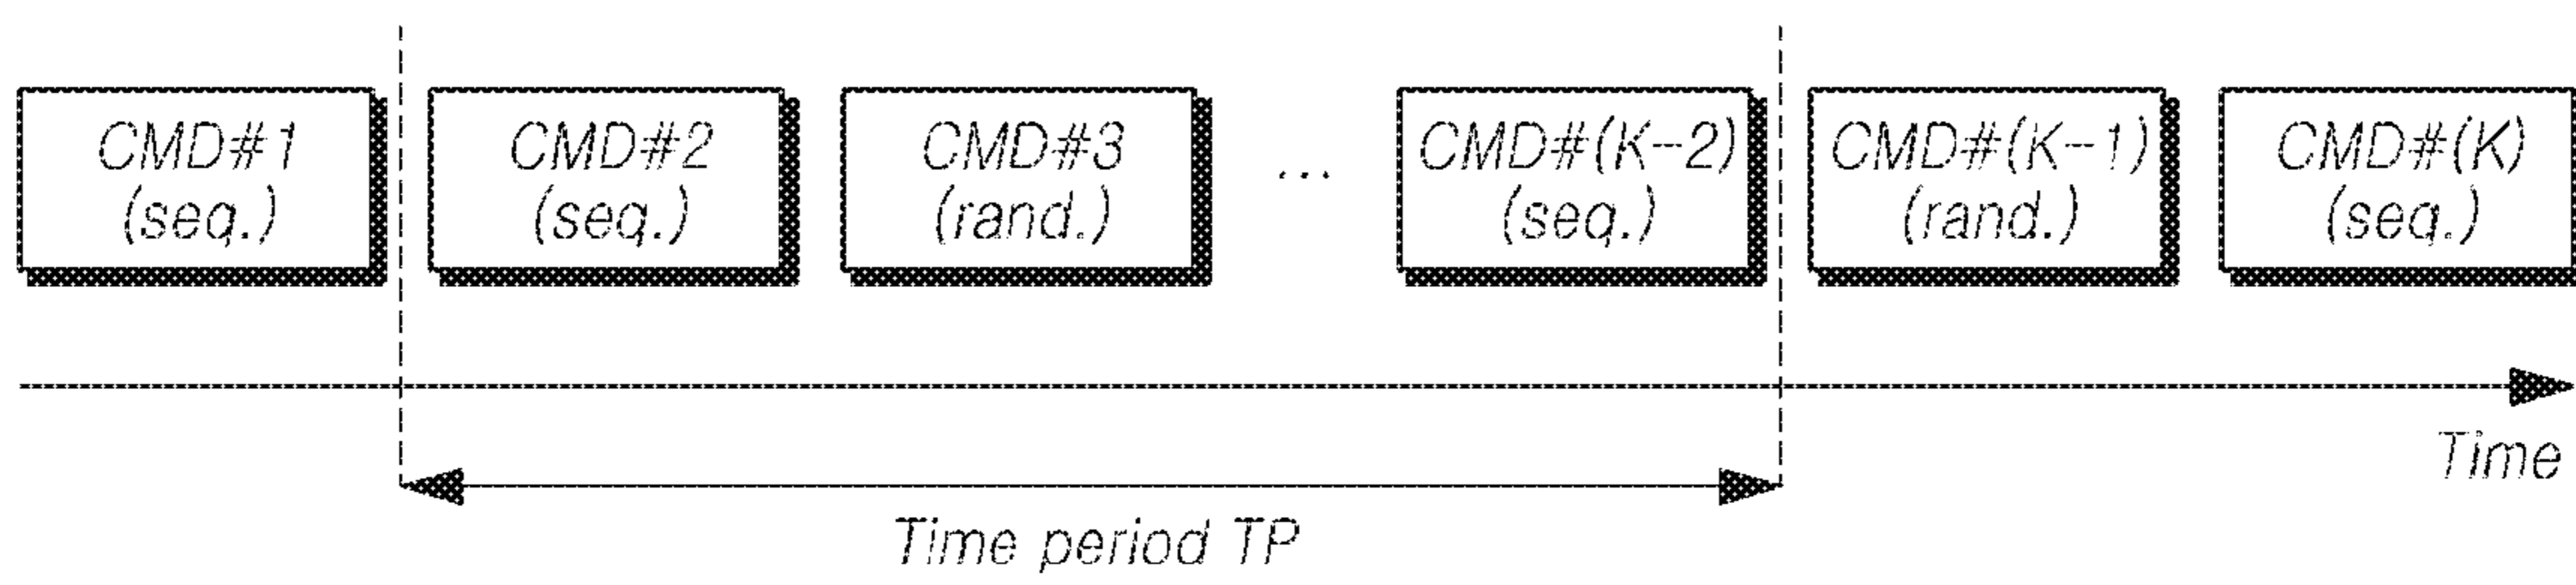 CMD#1
(seq.)
CMD#2
(seq.)
CMD#3
(rand.)
...
CMD#(K-2)
(seq.)
CMD#(K-1)
(rand.)
CMD#(K)
(seq.)
Time
Time period TP